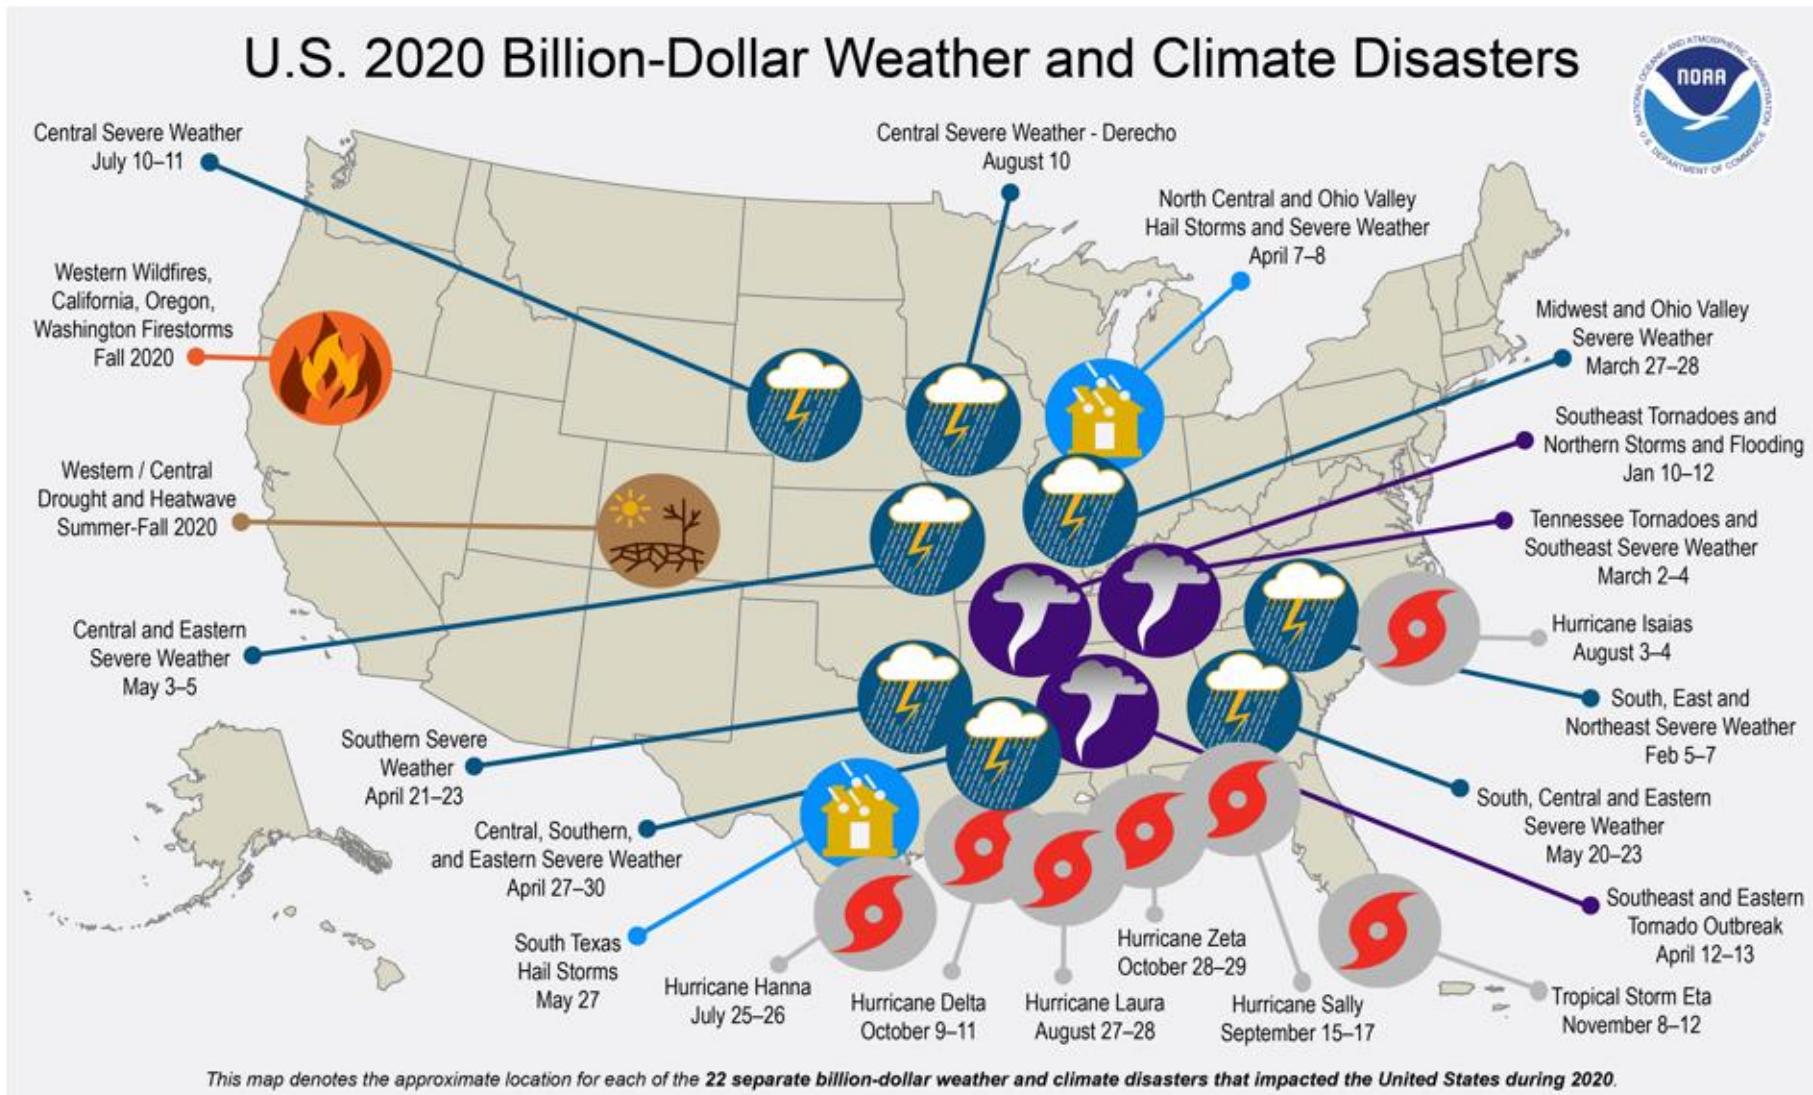 U.S. 2020 Billion-Dollar Weather and Climate Disasters
NATIONAL OCEANIC AND ATMOSPHERIC ADMINISTRATION
NOAA
U.S. DEPARTMENT OF COMMERCE
Central Severe Weather
July 10–11
Central Severe Weather - Derecho
August 10
North Central and Ohio Valley
Hail Storms and Severe Weather
April 7–8
Western Wildfires,
California, Oregon,
Washington Firestorms
Fall 2020
Midwest and Ohio Valley
Severe Weather
March 27–28
Southeast Tornadoes and
Northern Storms and Flooding
Jan 10–12
Western / Central
Drought and Heatwave
Summer-Fall 2020
Tennessee Tornadoes and
Southeast Severe Weather
March 2–4
Central and Eastern
Severe Weather
May 3–5
Hurricane Isaias
August 3–4
South, East and
Northeast Severe Weather
Feb 5–7
Southern Severe
Weather
April 21–23
South, Central and Eastern
Severe Weather
May 20–23
Central, Southern,
and Eastern Severe Weather
April 27–30
Southeast and Eastern
Tornado Outbreak
April 12–13
South Texas
Hail Storms
May 27
Hurricane Hanna
July 25–26
Hurricane Delta
October 9–11
Hurricane Laura
August 27–28
Hurricane Zeta
October 28–29
Hurricane Sally
September 15–17
Tropical Storm Eta
November 8–12
This map denotes the approximate location for each of the 22 separate billion-dollar weather and climate disasters that impacted the United States during 2020.